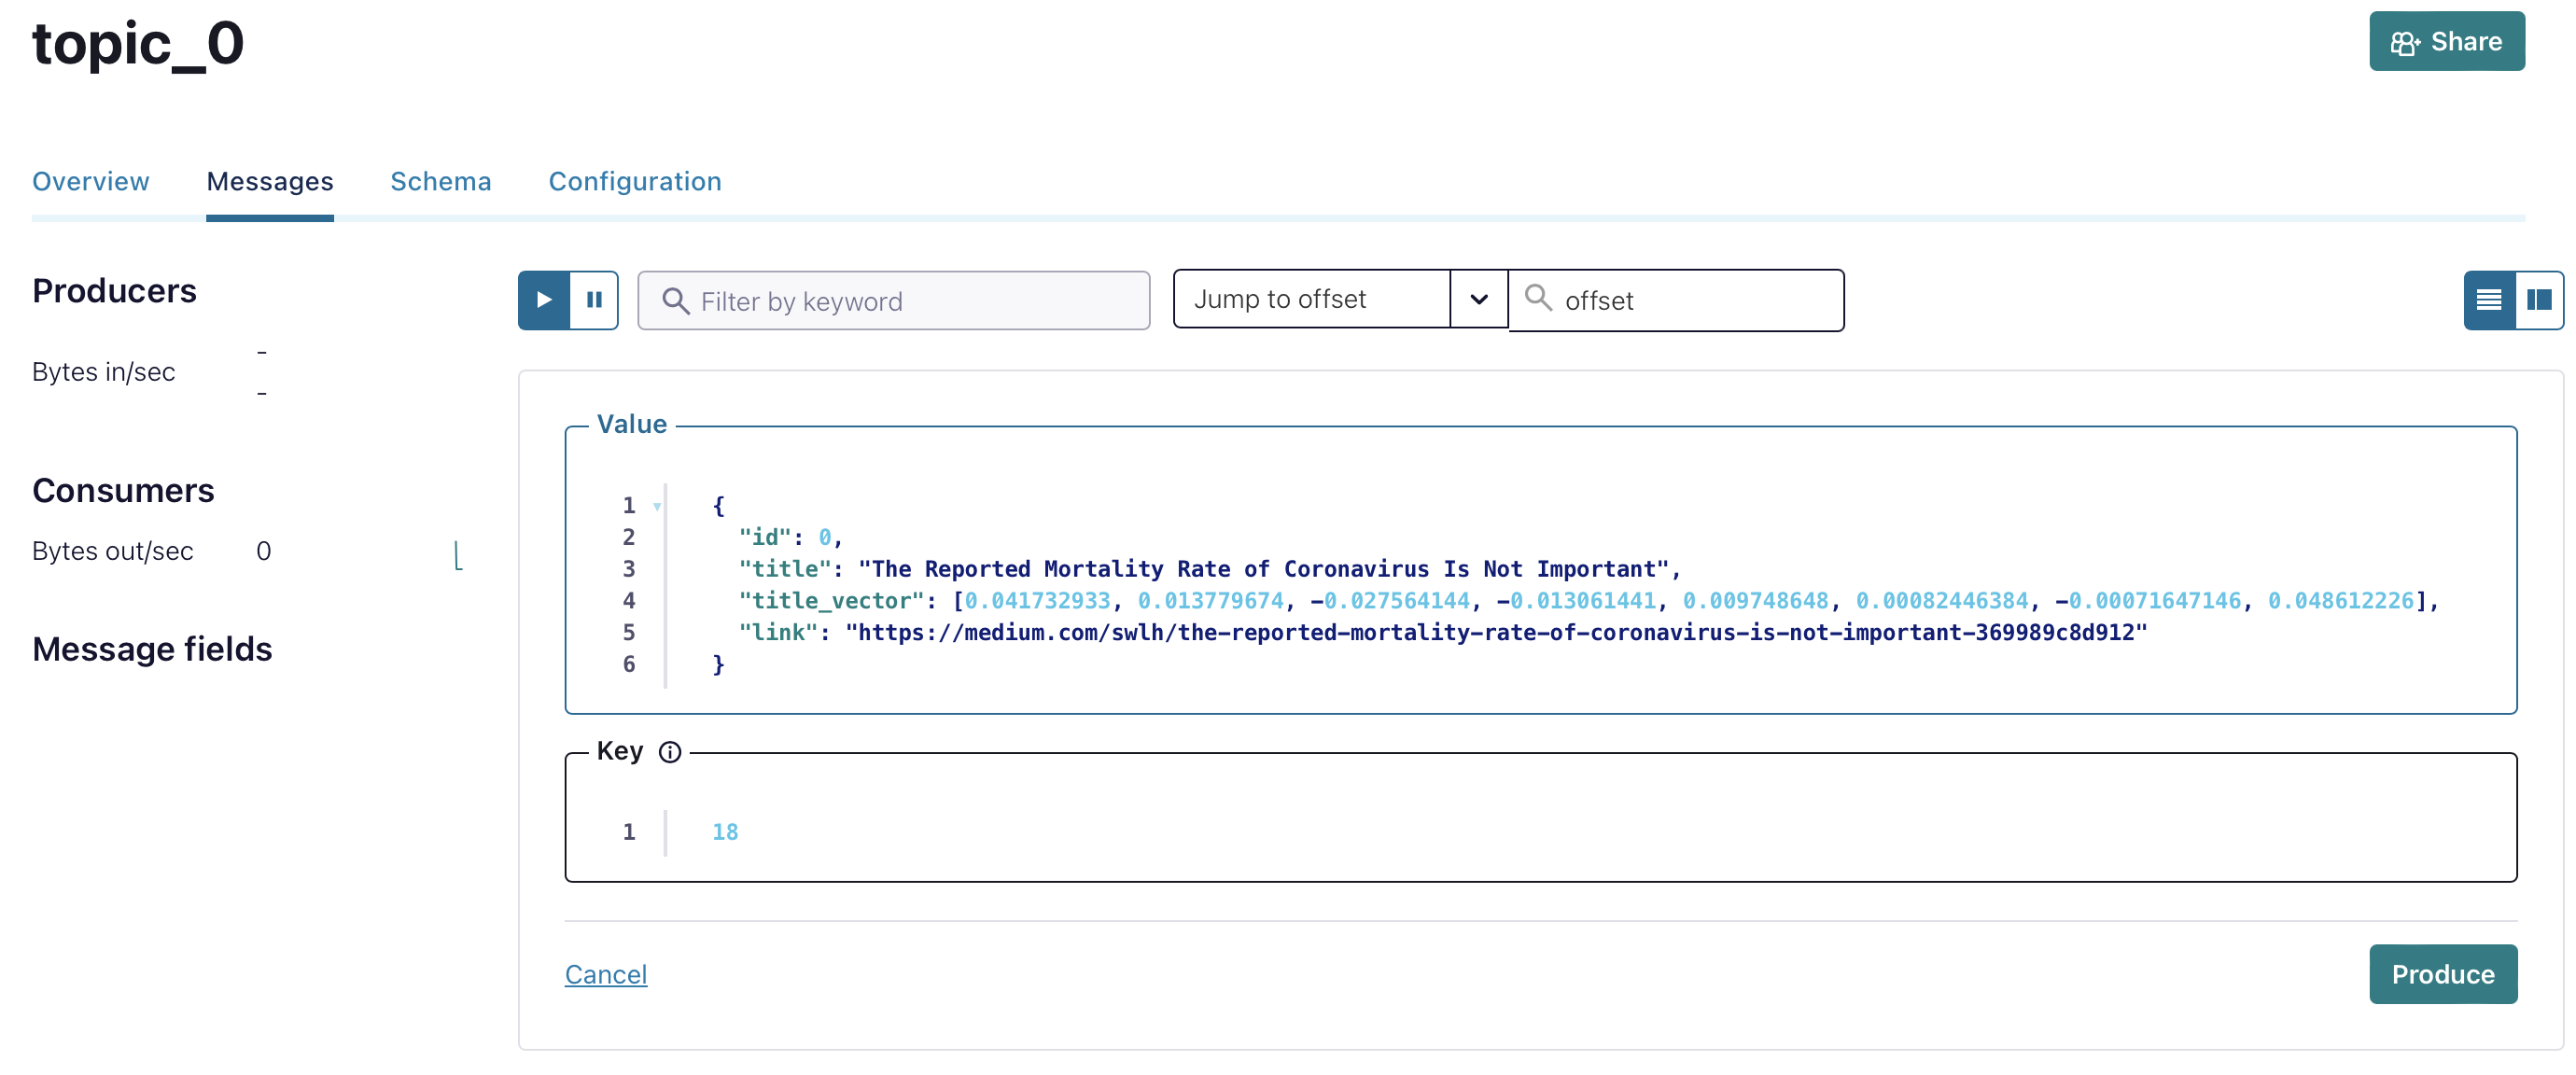 topic_0
Share
Overview Messages Schema Configuration
Producers
Bytes in/sec
-
-
Consumers
Bytes out/sec 0
Message fields
Filter by keyword
Jump to offset
offset
Value
1 {
2 "id": 0,
3 "title": "The Reported Mortality Rate of Coronavirus Is Not Important",
4 "title_vector": [0.041732933, 0.013779674, -0.027564144, -0.013061441, 0.009748648, 0.00082446384, -0.00071647146, 0.048612226],
5 "link": "https://medium.com/swlh/the-reported-mortality-rate-of-coronavirus-is-not-important-369989c8d912"
6 }
Key
1 18
Cancel
Produce